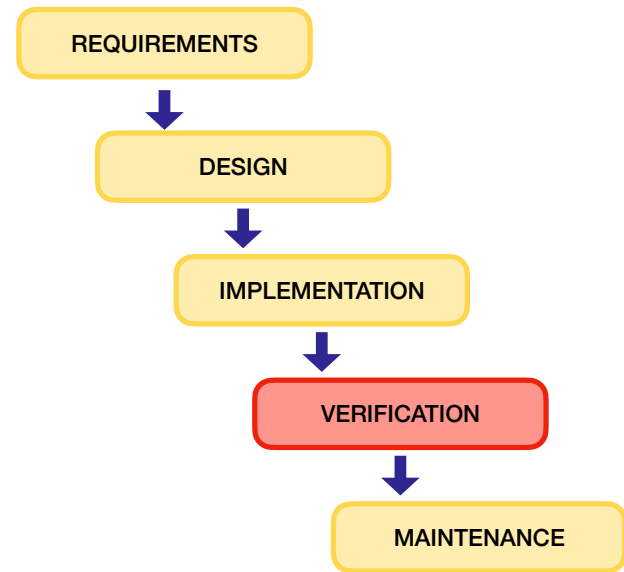 REQUIREMENTS
DESIGN
IMPLEMENTATION
VERIFICATION
MAINTENANCE